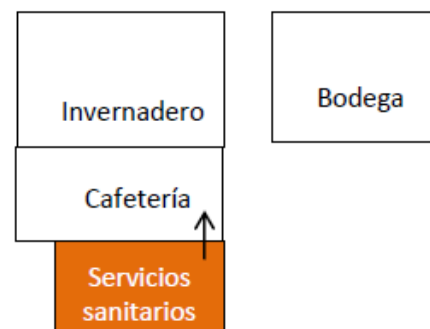 Invernadero
Bodega
Cafetería
Servicios
sanitarios